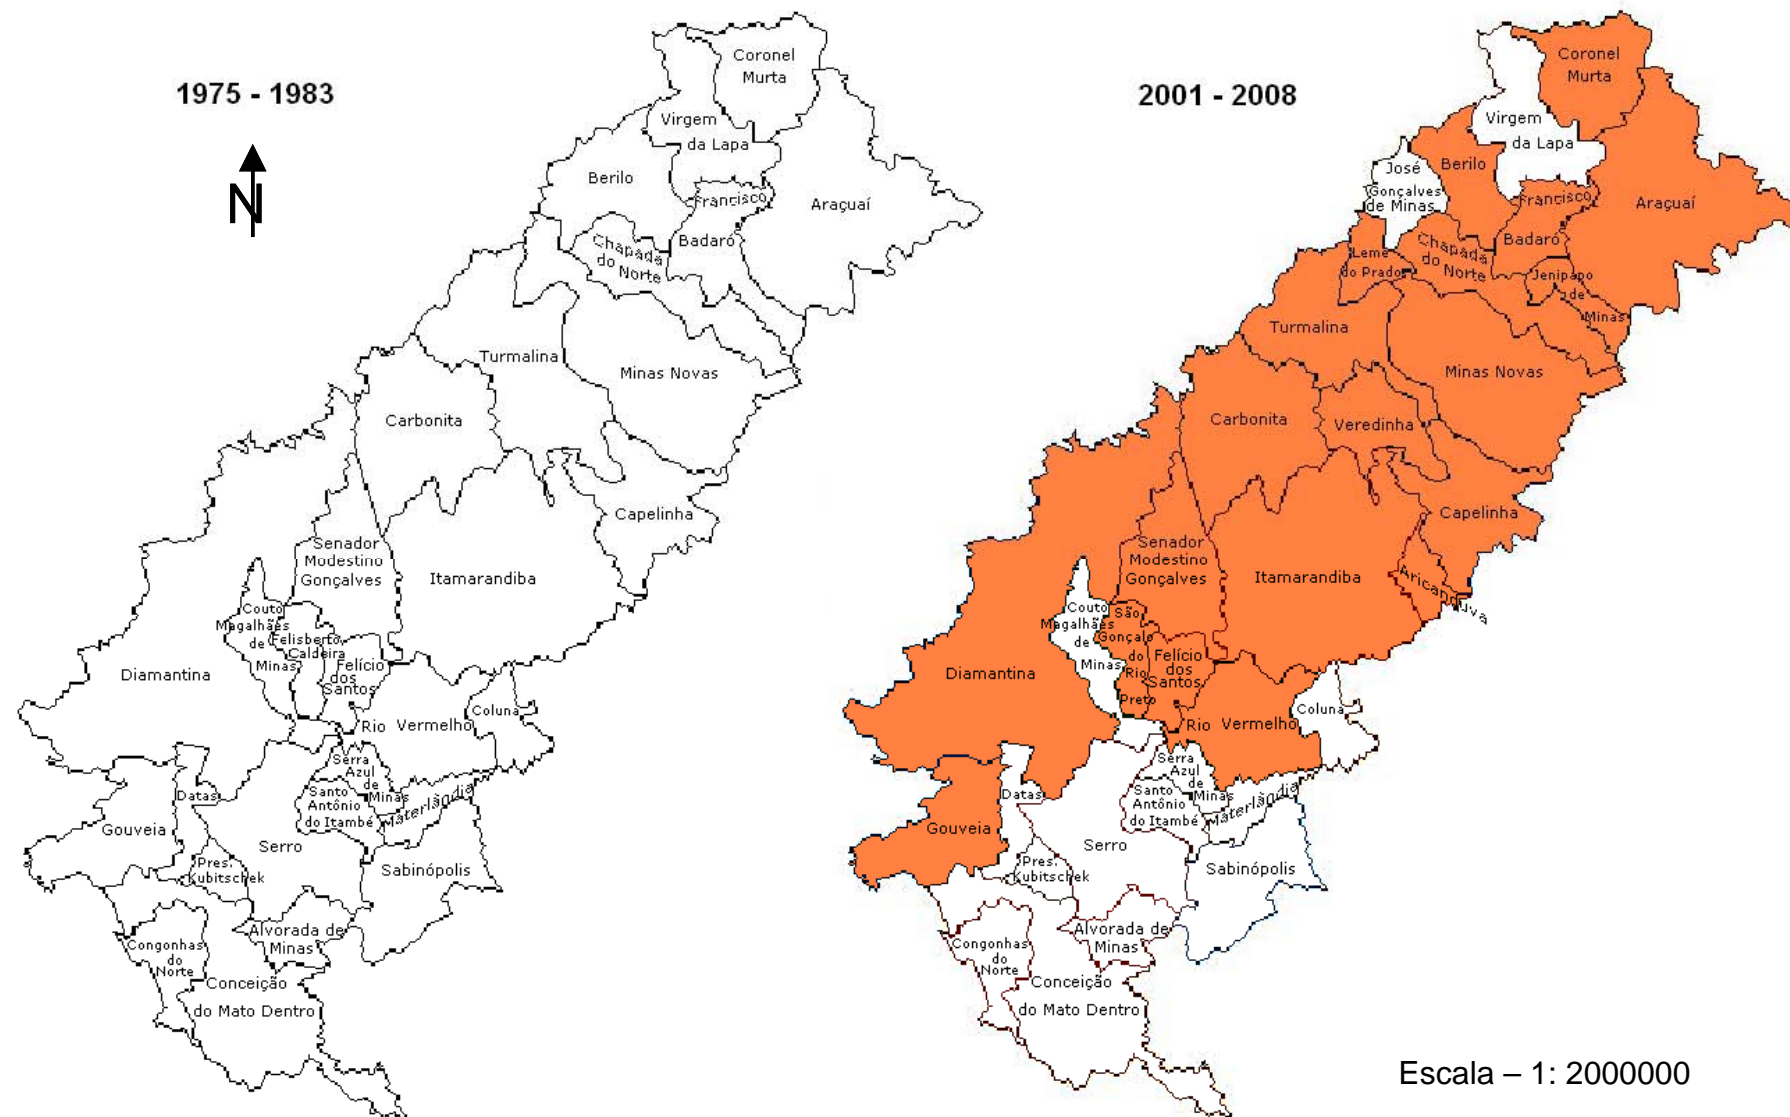 1975 - 1983
N
Coronel
Murta
Virgem
da Lapa
Berilo
Francisco
Badaró
Araçuaí
Chapada
do Norte
Turmalina
Minas Novas
Carbonita
Capelinha
Senador
Modestino
Gonçalves
Itamarandiba
Couto
Magalhães
de
Minas
Felisberto
Caldeira
Felício
dos
Santos
Diamantina
Rio Vermelho
Coluna
Serra
Azul
de
Minas
Santo
Antônio
do Itambé
Materlândia
Datas
Gouveia
Serro
Sabinópolis
Pres.
Kubitschek
Alvorada de
Minas
Congonhas
do
Norte
Conceição
do Mato Dentro
2001 - 2008
Coronel
Murta
Virgem
da Lapa
José
Gonçalves
de Minas
Berilo
Francisco
Badaró
Araçuaí
Leme
do Prado
Chapada
do Norte
Jenipapo
de
Minas
Turmalina
Minas Novas
Carbonita
Veredinha
Capelinha
Senador
Modestino
Gonçalves
Itamarandiba
Aricanduva
Couto
Magalhães
de
Minas
São
Gonçalo
do
Rio
Preto
Felício
dos
Santos
Diamantina
Rio Vermelho
Coluna
Serra
Azul
de
Minas
Santo
Antônio
do Itambé
Materlândia
Datas
Gouveia
Serro
Sabinópolis
Pres.
Kubitschek
Alvorada de
Minas
Congonhas
do
Norte
Conceição
do Mato Dentro
Escala – 1: 2000000